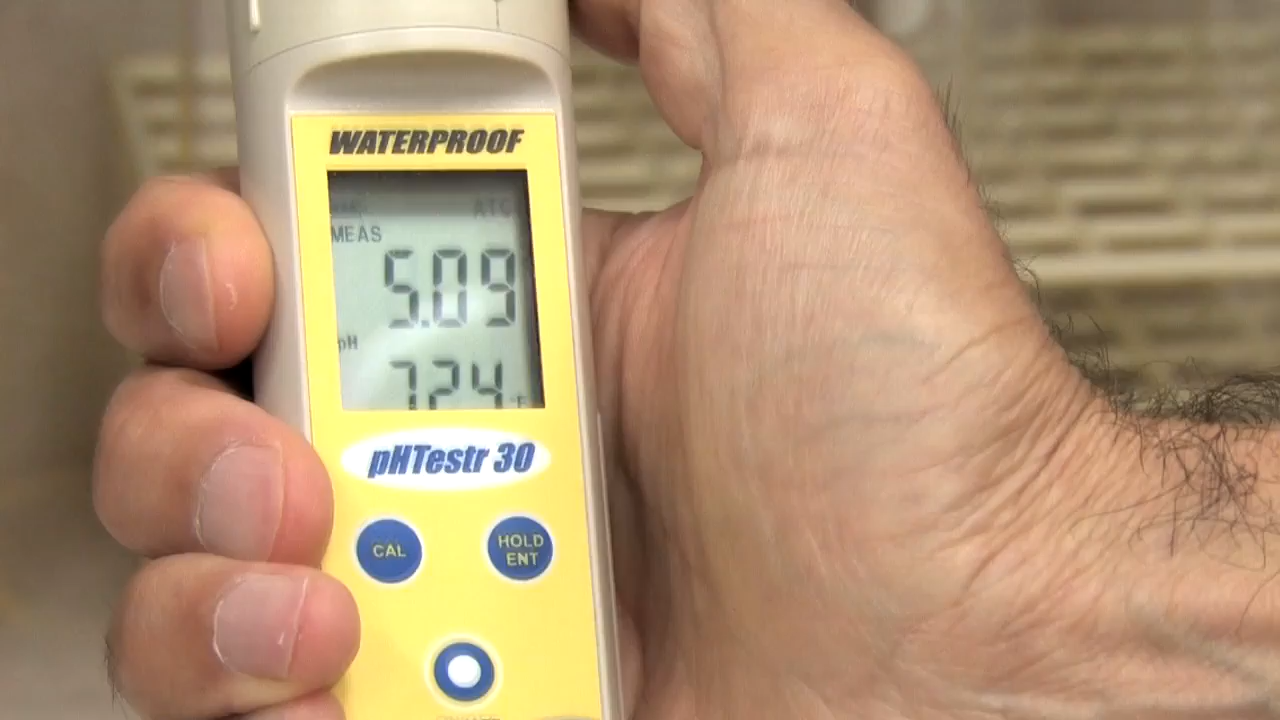 WATERPROOF
ATC
MEAS
5.09
pH
72.4 °F
pHTestr 30
CAL
HOLD
ENT